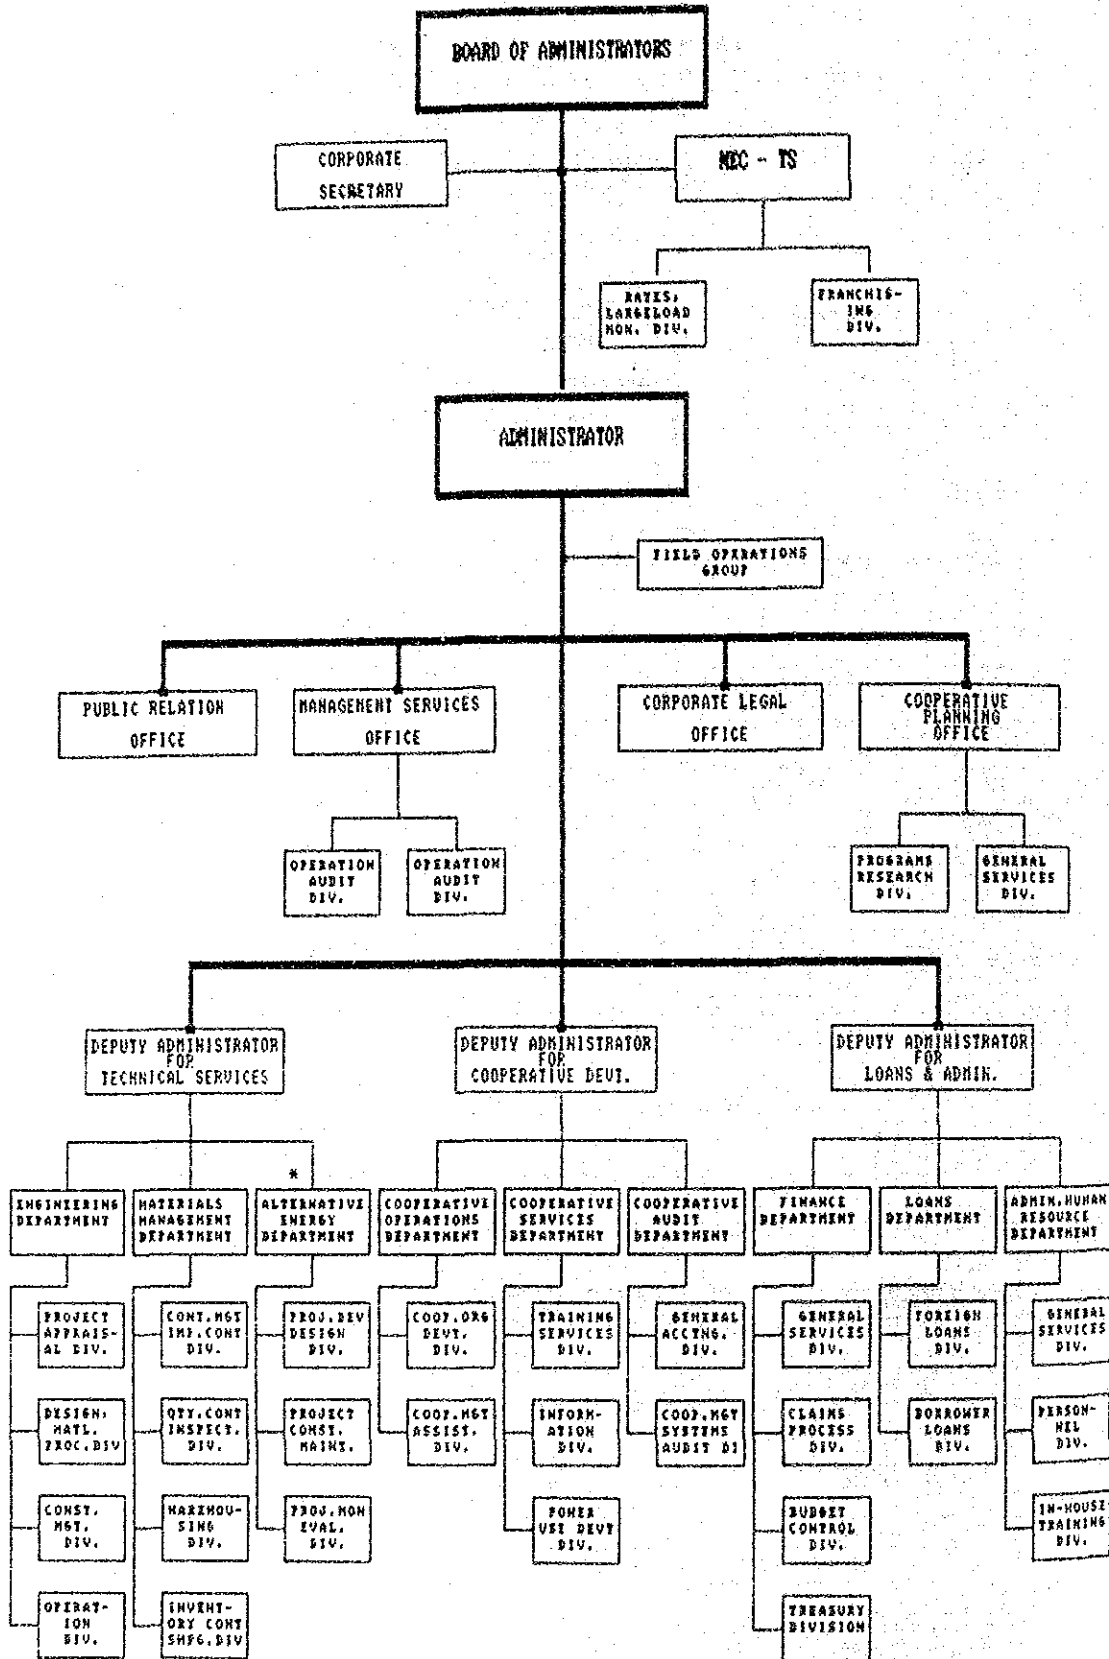 BOARD OF ADMINISTRATORS
CORPORATE
SECRETARY
NEC - TS
RATES,
LARGELOAD
MON. DIV.
FRANCHIS-
ING
DIV.
ADMINISTRATOR
FIELD OPERATIONS
GROUP
PUBLIC RELATION
OFFICE
MANAGEMENT SERVICES
OFFICE
CORPORATE LEGAL
OFFICE
COOPERATIVE
PLANNING
OFFICE
OPERATION
AUDIT
DIV.
OPERATION
AUDIT
DIV.
PROGRAMS
RESEARCH
DIV.
GENERAL
SERVICES
DIV.
DEPUTY ADMINISTRATOR
FOR
TECHNICAL SERVICES
DEPUTY ADMINISTRATOR
FOR
COOPERATIVE DEVT.
DEPUTY ADMINISTRATOR
FOR
LOANS & ADMIN.
ENGINEERING
DEPARTMENT
MATERIALS
MANAGEMENT
DEPARTMENT
*
ALTERNATIVE
ENERGY
DEPARTMENT
COOPERATIVE
OPERATIONS
DEPARTMENT
COOPERATIVE
SERVICES
DEPARTMENT
COOPERATIVE
AUDIT
DEPARTMENT
FINANCE
DEPARTMENT
LOANS
DEPARTMENT
ADMIN.HUMAN
RESOURCE
DEPARTMENT
PROJECT
APPRAIS-
AL DIV.
CONT.MGT
IMP.CONT
DIV.
PROJ.DEV
DESIGN
DIV.
COOP.ORG
DEVT.
DIV.
TRAINING
SERVICES
DIV.
GENERAL
ACCTNG.
DIV.
GENERAL
SERVICES
DIV.
FOREIGN
LOANS
DIV.
GENERAL
SERVICES
DIV.
DESIGN,
MATL.
PROC.DIV
QTY.CONT
INSPECT.
DIV.
PROJECT
CONST.
MAINT.
COOP.MGT
ASSIST.
DIV.
INFORM-
ATION
DIV.
COOP.MGT
SYSTEMS
AUDIT DI
CLAIMS
PROCESS
DIV.
BORROWER
LOANS
DIV.
PERSON-
NEL
DIV.
CONST.
MGT.
DIV.
WAREHOU-
SING
DIV.
PROJ.MON
EVAL.
DIV.
POWER
USE DEVT
DIV.
BUDGET
CONTROL
DIV.
IN-HOUSE
TRAINING
DIV.
OPERAT-
ION
DIV.
INVENT-
ORY CONT
SHPG.DIV
TREASURY
DIVISION